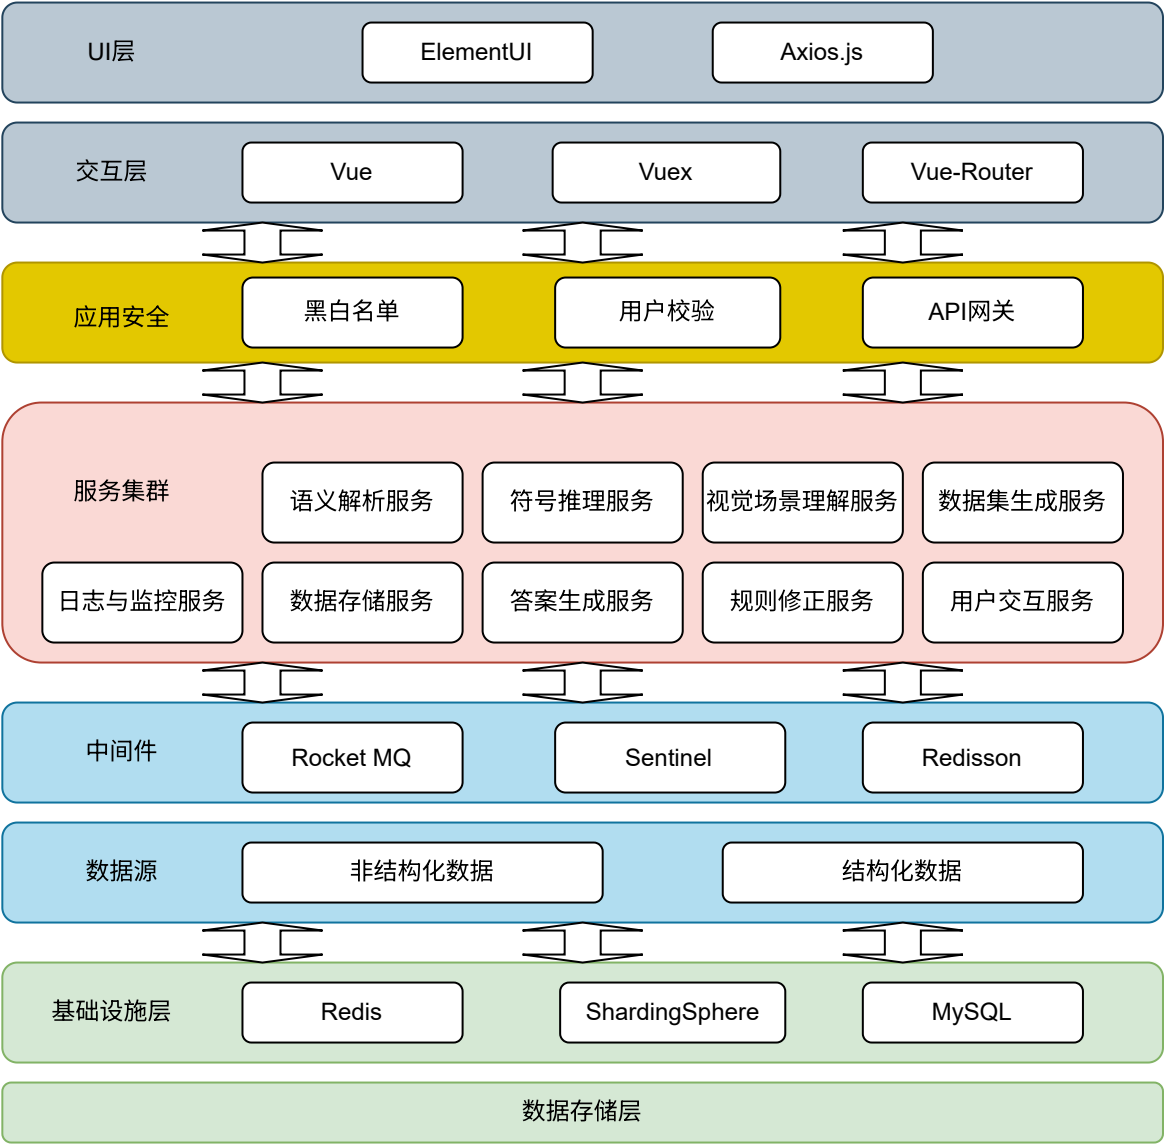 UI层
ElementUI
Axios.js
交互层
Vue
Vuex
Vue-Router
应用安全
黑白名单
用户校验
API网关
服务集群
语义解析服务
符号推理服务
视觉场景理解服务
数据集生成服务
日志与监控服务
数据存储服务
答案生成服务
规则修正服务
用户交互服务
中间件
Rocket MQ
Sentinel
Redisson
数据源
非结构化数据
结构化数据
基础设施层
Redis
ShardingSphere
MySQL
数据存储层